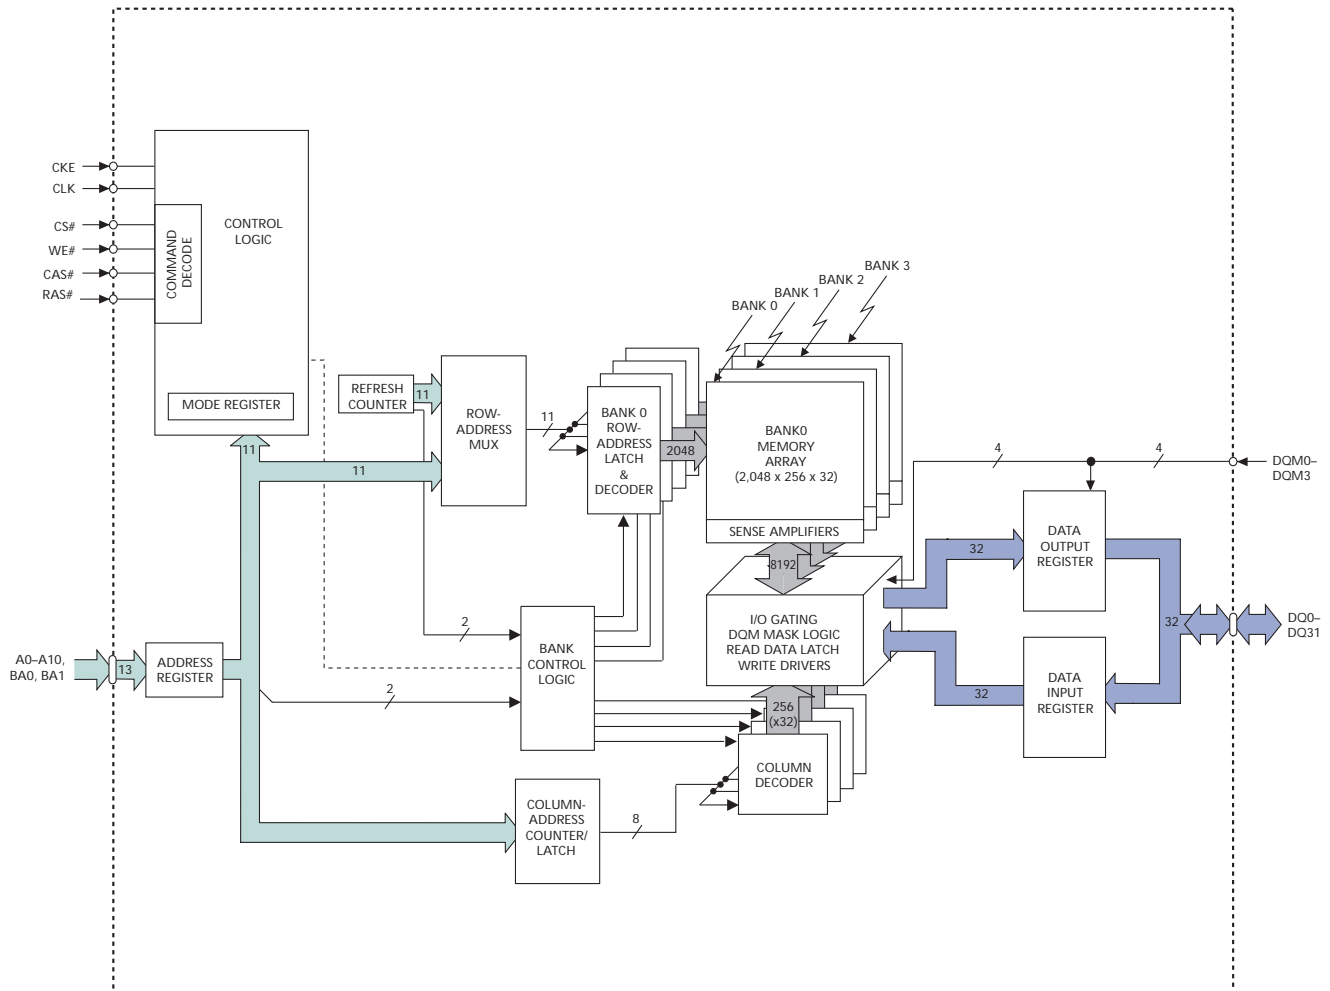 CKE
CLK
CS#
WE#
CAS#
RAS#
COMMAND
DECODE
CONTROL
LOGIC
MODE REGISTER
11
11
REFRESH
COUNTER
11
ROW-
ADDRESS
MUX
11
BANK 0
ROW-
ADDRESS
LATCH
&
DECODER
2048
BANK 0
BANK 1
BANK 2
BANK 3
BANK0
MEMORY
ARRAY
(2,048 x 256 x 32)
SENSE AMPLIFIERS
8192
I/O GATING
DQM MASK LOGIC
READ DATA LATCH
WRITE DRIVERS
256
(x32)
COLUMN
DECODER
4
4
DQM0–
DQM3
DATA
OUTPUT
REGISTER
32
32
DQ0–
DQ31
DATA
INPUT
REGISTER
32
A0–A10,
BA0, BA1
13
ADDRESS
REGISTER
2
2
BANK
CONTROL
LOGIC
COLUMN-
ADDRESS
COUNTER/
LATCH
8